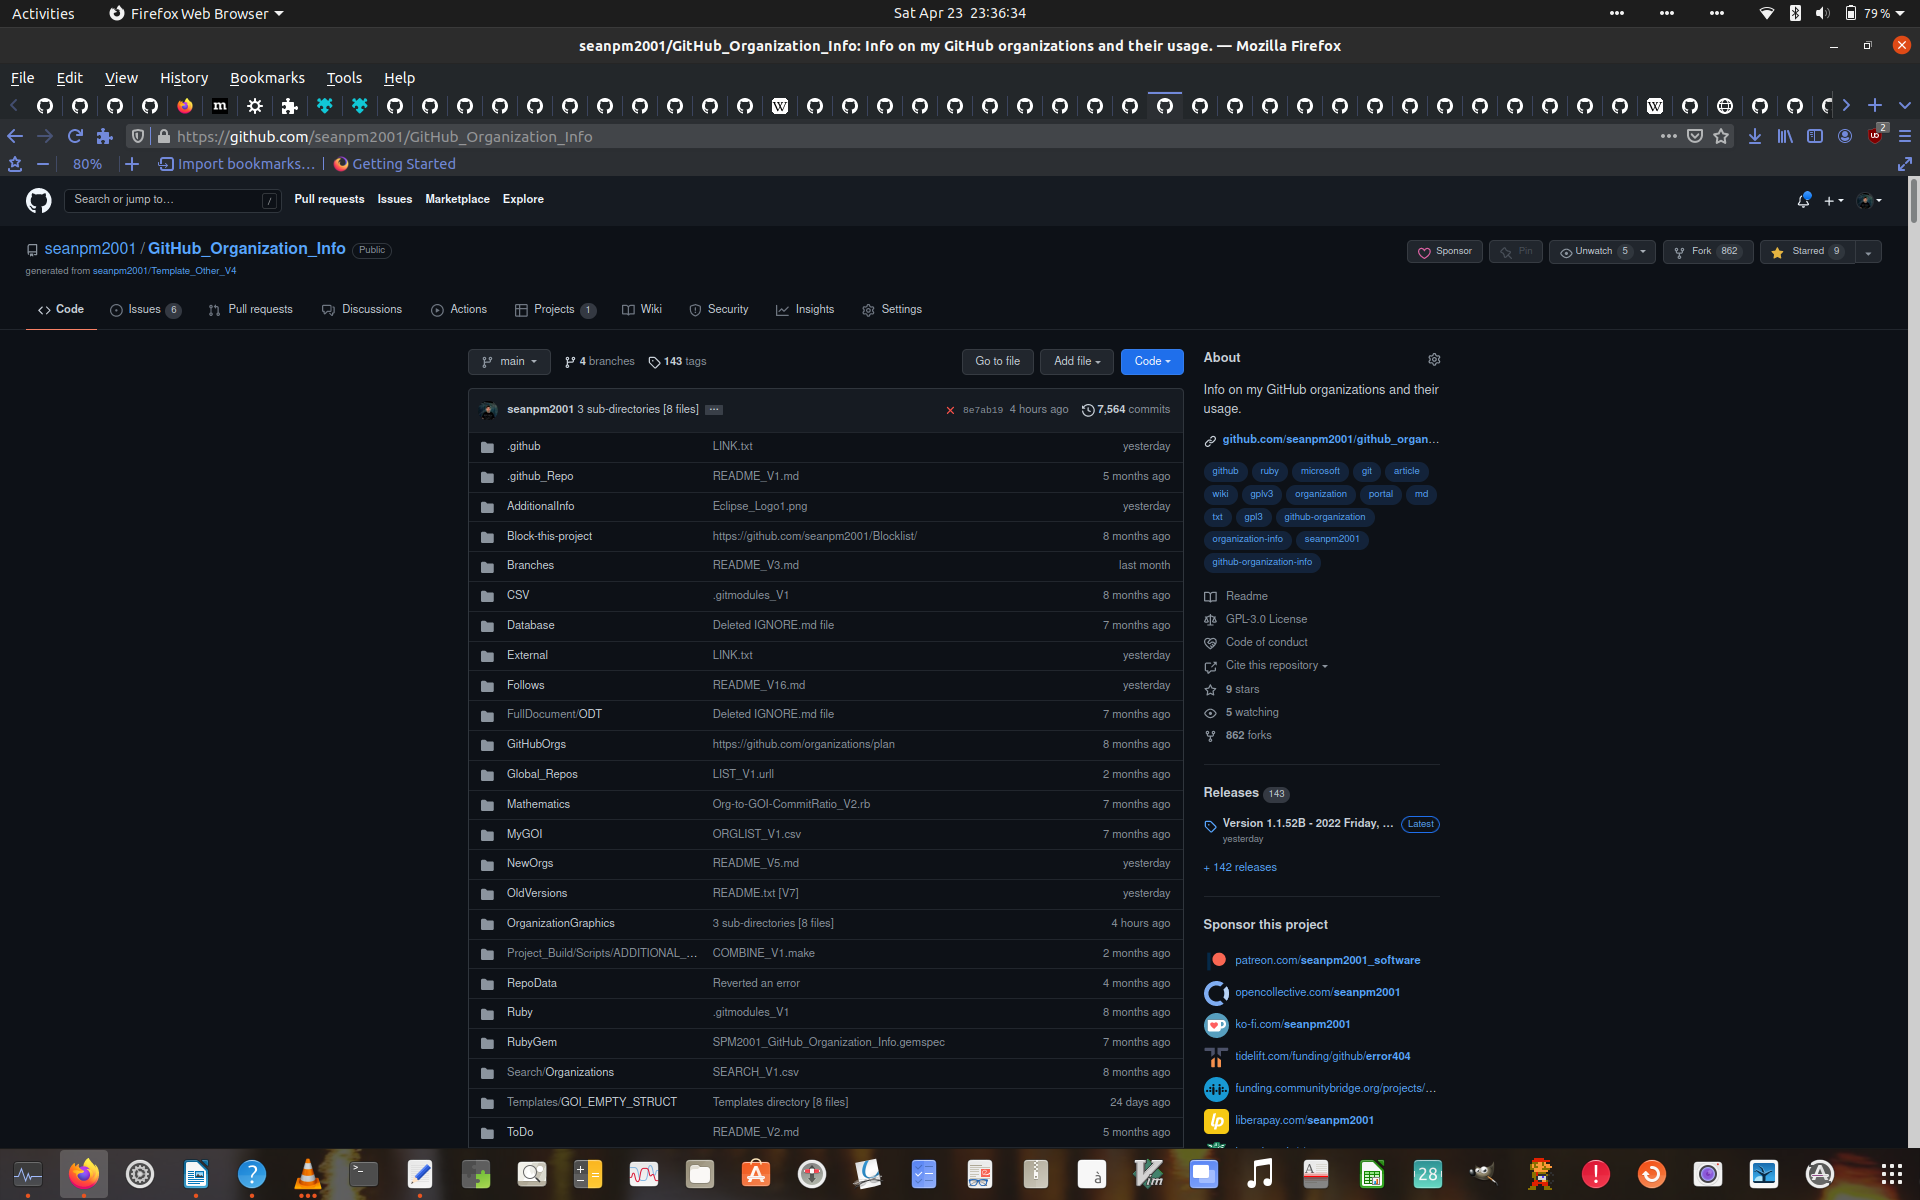 Activities Firefox Web Browser Sat Apr 23 23:36:34 79 %
seanpm2001/GitHub_Organization_Info: Info on my GitHub organizations and their usage. — Mozilla Firefox
File Edit View History Bookmarks Tools Help
https://github.com/seanpm2001/GitHub_Organization_Info 2
80% Import bookmarks... Getting Started
Search or jump to... / Pull requests Issues Marketplace Explore
seanpm2001 / GitHub_Organization_Info Public Sponsor Pin Unwatch 5 Fork 862 Starred 9
generated from seanpm2001/Template_Other_V4
Code Issues 6 Pull requests Discussions Actions Projects 1 Wiki Security Insights Settings
main 4 branches 143 tags Go to file Add file Code
seanpm2001 3 sub-directories [8 files] ... 8e7ab19 4 hours ago 7,564 commits
.github LINK.txt yesterday
.github_Repo README_V1.md 5 months ago
AdditionalInfo Eclipse_Logo1.png yesterday
Block-this-project https://github.com/seanpm2001/Blocklist/ 8 months ago
Branches README_V3.md last month
CSV .gitmodules_V1 8 months ago
Database Deleted IGNORE.md file 7 months ago
External LINK.txt yesterday
Follows README_V16.md yesterday
FullDocument/ODT Deleted IGNORE.md file 7 months ago
GitHubOrgs https://github.com/organizations/plan 8 months ago
Global_Repos LIST_V1.urll 2 months ago
Mathematics Org-to-GOI-CommitRatio_V2.rb 7 months ago
MyGOI ORGLIST_V1.csv 7 months ago
NewOrgs README_V5.md yesterday
OldVersions README.txt [V7] yesterday
OrganizationGraphics 3 sub-directories [8 files] 4 hours ago
Project_Build/Scripts/ADDITIONAL_... COMBINE_V1.make 2 months ago
RepoData Reverted an error 4 months ago
Ruby .gitmodules_V1 8 months ago
RubyGem SPM2001_GitHub_Organization_Info.gemspec 7 months ago
Search/Organizations SEARCH_V1.csv 8 months ago
Templates/GOI_EMPTY_STRUCT Templates directory [8 files] 24 days ago
ToDo README_V2.md 5 months ago
About
Info on my GitHub organizations and their
usage.
github.com/seanpm2001/github_organ...
github ruby microsoft git article
wiki gplv3 organization portal md
txt gpl3 github-organization
organization-info seanpm2001
github-organization-info
Readme
GPL-3.0 License
Code of conduct
Cite this repository
9 stars
5 watching
862 forks
Releases 143
Version 1.1.52B - 2022 Friday, ... Latest
yesterday
+ 142 releases
Sponsor this project
patreon.com/seanpm2001_software
opencollective.com/seanpm2001
ko-fi.com/seanpm2001
tidelift.com/funding/github/error404
funding.communitybridge.org/projects/...
liberapay.com/seanpm2001
28